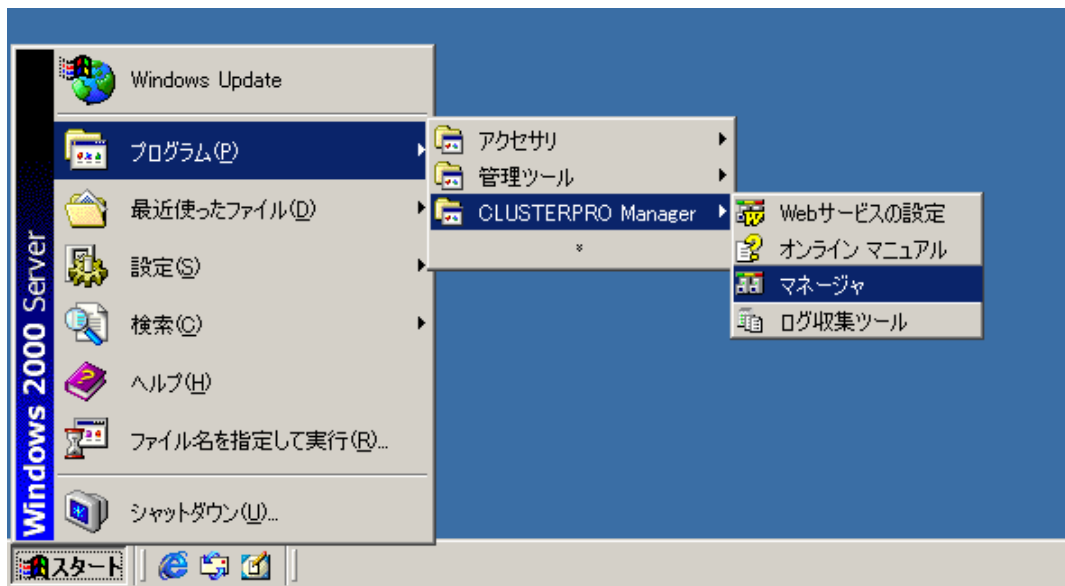 Windows 2000 Server
Windows Update
プログラム(P)
最近使ったファイル(D)
設定(S)
検索(C)
ヘルプ(H)
ファイル名を指定して実行(R)...
シャットダウン(U)...
アクセサリ
管理ツール
CLUSTERPRO Manager
Webサービスの設定
オンライン マニュアル
マネージャ
ログ収集ツール
スタート